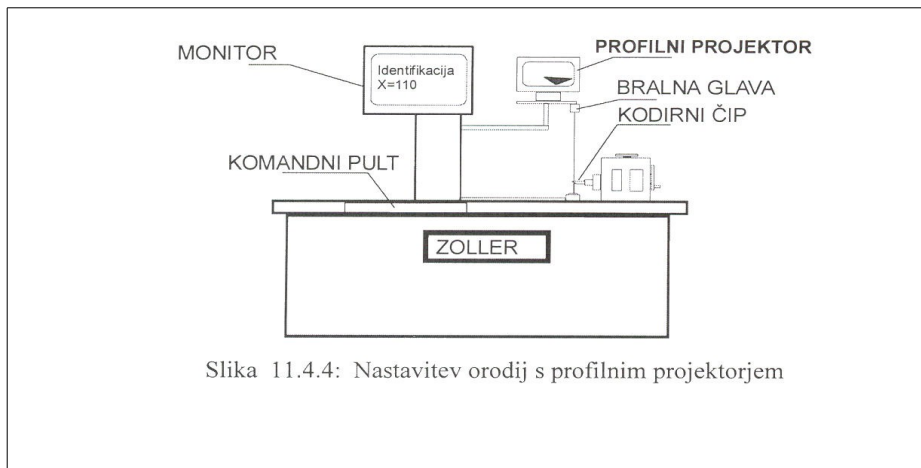 MONITOR
Identifikacija
X=110
PROFILNI PROJEKTOR
BRALNA GLAVA
KODIRNI ČIP
KOMANDNI PULT
ZOLLER
Slika 11.4.4: Nastavitev orodij s profilnim projektorjem